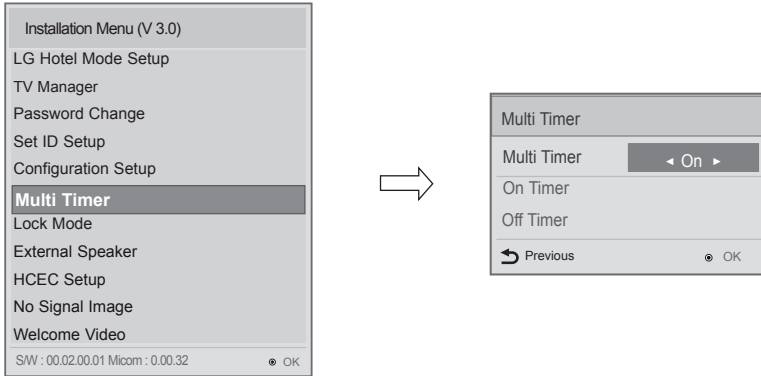 Installation Menu (V 3.0)
LG Hotel Mode Setup
TV Manager
Password Change
Set ID Setup
Configuration Setup
Multi Timer
Lock Mode
External Speaker
HCEC Setup
No Signal Image
Welcome Video
S/W : 00.02.00.01 Micom : 0.00.32 ◉ OK
Multi Timer
Multi Timer ◄ On ►
On Timer
Off Timer
Previous ◉ OK